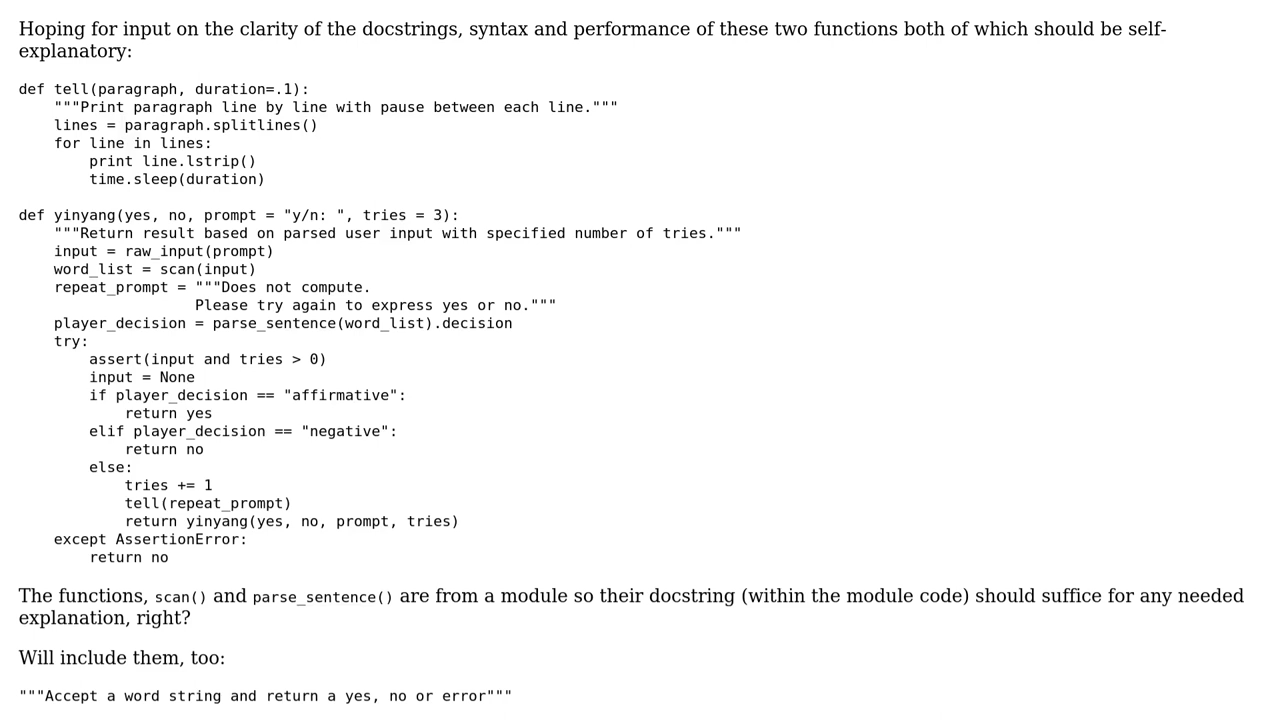 Hoping for input on the clarity of the docstrings, syntax and performance of these two functions both of which should be self-
explanatory:
def tell(paragraph, duration=.1):
    """Print paragraph line by line with pause between each line."""
    lines = paragraph.splitlines()
    for line in lines:
        print line.lstrip()
        time.sleep(duration)
def yinyang(yes, no, prompt = "y/n: ", tries = 3):
    """Return result based on parsed user input with specified number of tries."""
    input = raw_input(prompt)
    word_list = scan(input)
    repeat_prompt = """Does not compute.
                    Please try again to express yes or no."""
    player_decision = parse_sentence(word_list).decision
    try:
        assert(input and tries > 0)
        input = None
        if player_decision == "affirmative":
            return yes
        elif player_decision == "negative":
            return no
        else:
            tries += 1
            tell(repeat_prompt)
            return yinyang(yes, no, prompt, tries)
    except AssertionError:
        return no
The functions, scan() and parse_sentence() are from a module so their docstring (within the module code) should suffice for any needed
explanation, right?
Will include them, too:
"""Accept a word string and return a yes, no or error"""